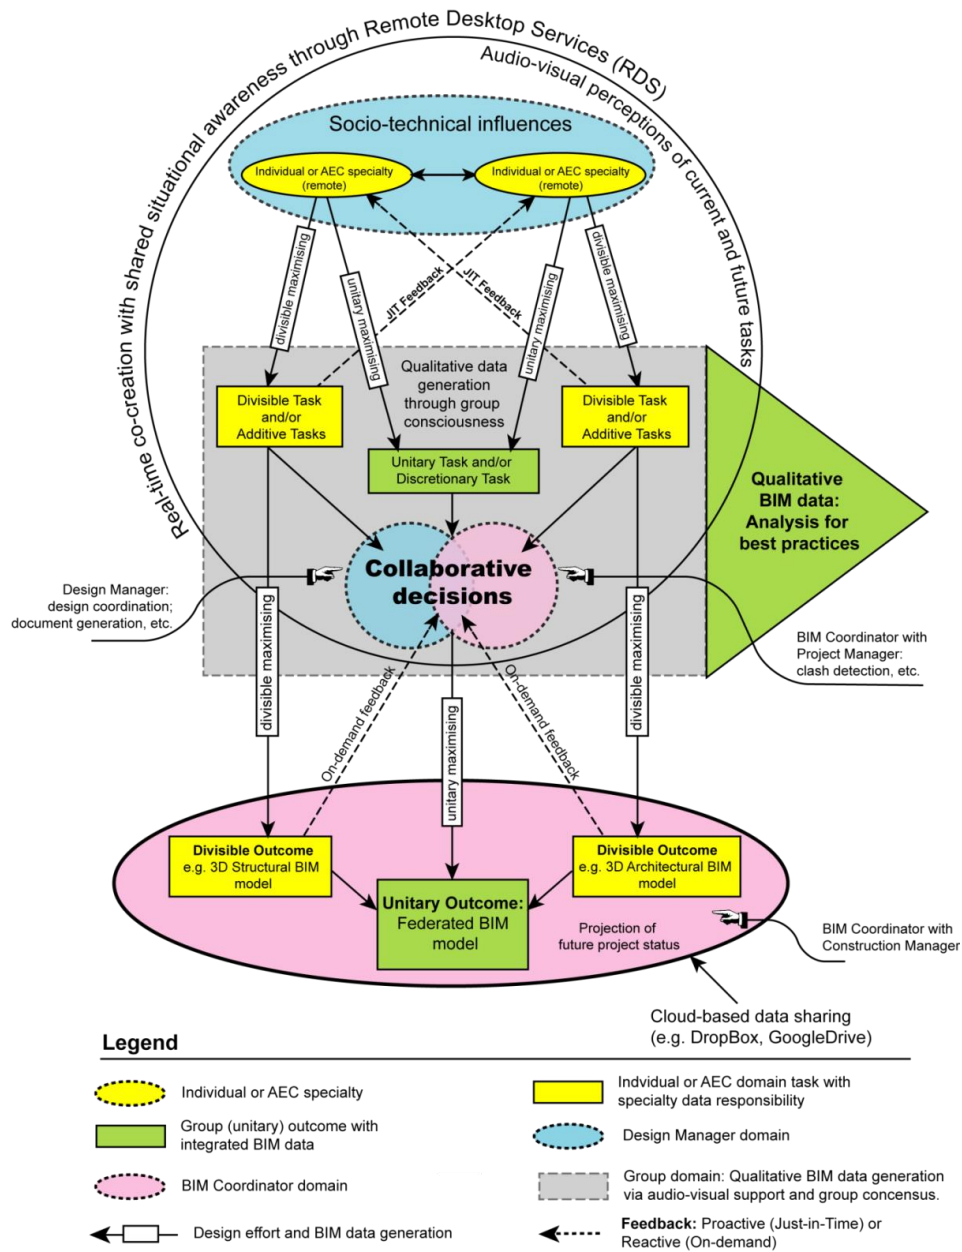 Real-time co-creation with shared situational awareness through Remote Desktop Services (RDS)
Audio-visual perceptions of current and future tasks
Socio-technical influences
Individual or AEC specialty
(remote)
Individual or AEC specialty
(remote)
divisible maximising
unitary maximising
JIT Feedback
JIT Feedback
unitary maximising
divisible maximising
Qualitative data
generation
through group
consciousness
Divisible Task
and/or
Additive Tasks
Divisible Task
and/or
Additive Tasks
Unitary Task and/or
Discretionary Task
Qualitative
BIM data:
Analysis for
best practices
Collaborative
decisions
Design Manager:
design coordination;
document generation, etc.
BIM Coordinator with
Project Manager:
clash detection, etc.
divisible maximising
On-demand feedback
unitary maximising
On-demand feedback
divisible maximising
Divisible Outcome
e.g. 3D Structural BIM
model
Divisible Outcome
e.g. 3D Architectural BIM
model
Unitary Outcome:
Federated BIM
model
Projection of
future project status
BIM Coordinator with
Construction Manager
Cloud-based data sharing
(e.g. DropBox, GoogleDrive)
Legend
Individual or AEC specialty
Indvidual or AEC domain task with
specialty data responsibility
Group (unitary) outcome with
integrated BIM data
Design Manager domain
BIM Coordinator domain
Group domain: Qualitative BIM data generation
via audio-visual support and group concensus.
Design effort and BIM data generation
Feedback: Proactive (Just-in-Time) or
Reactive (On-demand)